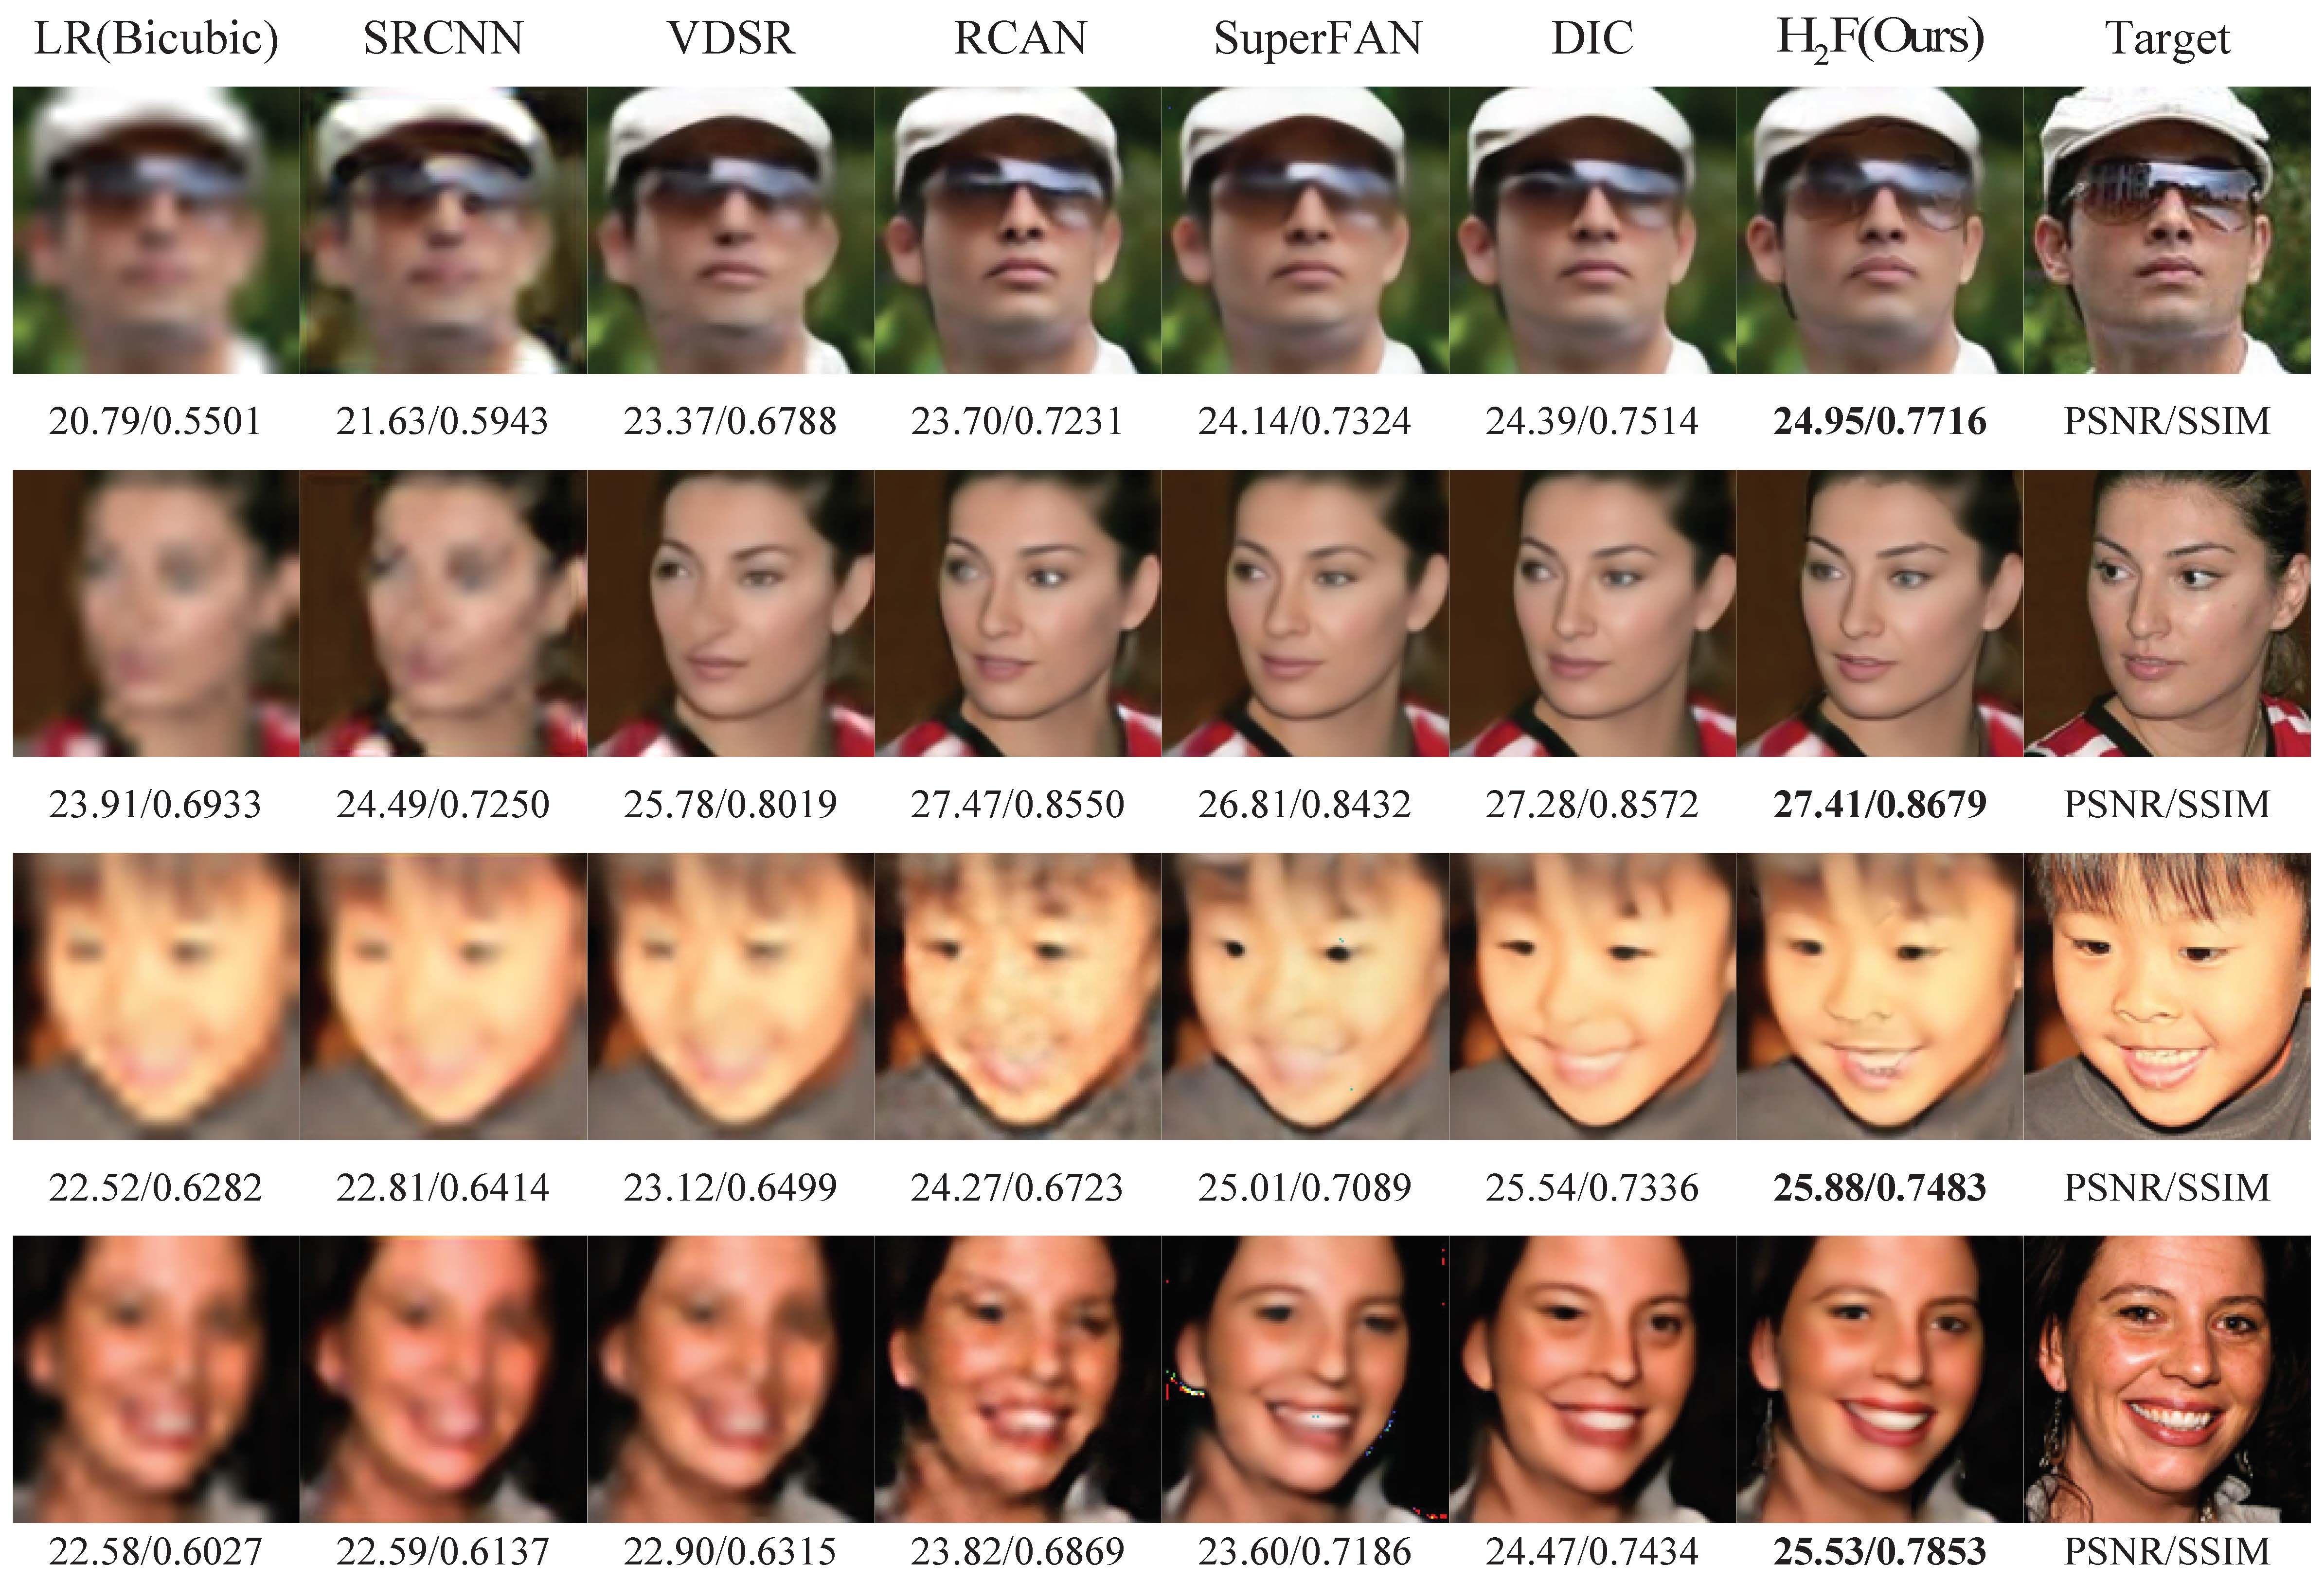 LR(Bicubic) SRCNN VDSR RCAN SuperFAN DIC H₂F(Ours) Target
20.79/0.5501 21.63/0.5943 23.37/0.6788 23.70/0.7231 24.14/0.7324 24.39/0.7514 24.95/0.7716 PSNR/SSIM
23.91/0.6933 24.49/0.7250 25.78/0.8019 27.47/0.8550 26.81/0.8432 27.28/0.8572 27.41/0.8679 PSNR/SSIM
22.52/0.6282 22.81/0.6414 23.12/0.6499 24.27/0.6723 25.01/0.7089 25.54/0.7336 25.88/0.7483 PSNR/SSIM
22.58/0.6027 22.59/0.6137 22.90/0.6315 23.82/0.6869 23.60/0.7186 24.47/0.7434 25.53/0.7853 PSNR/SSIM